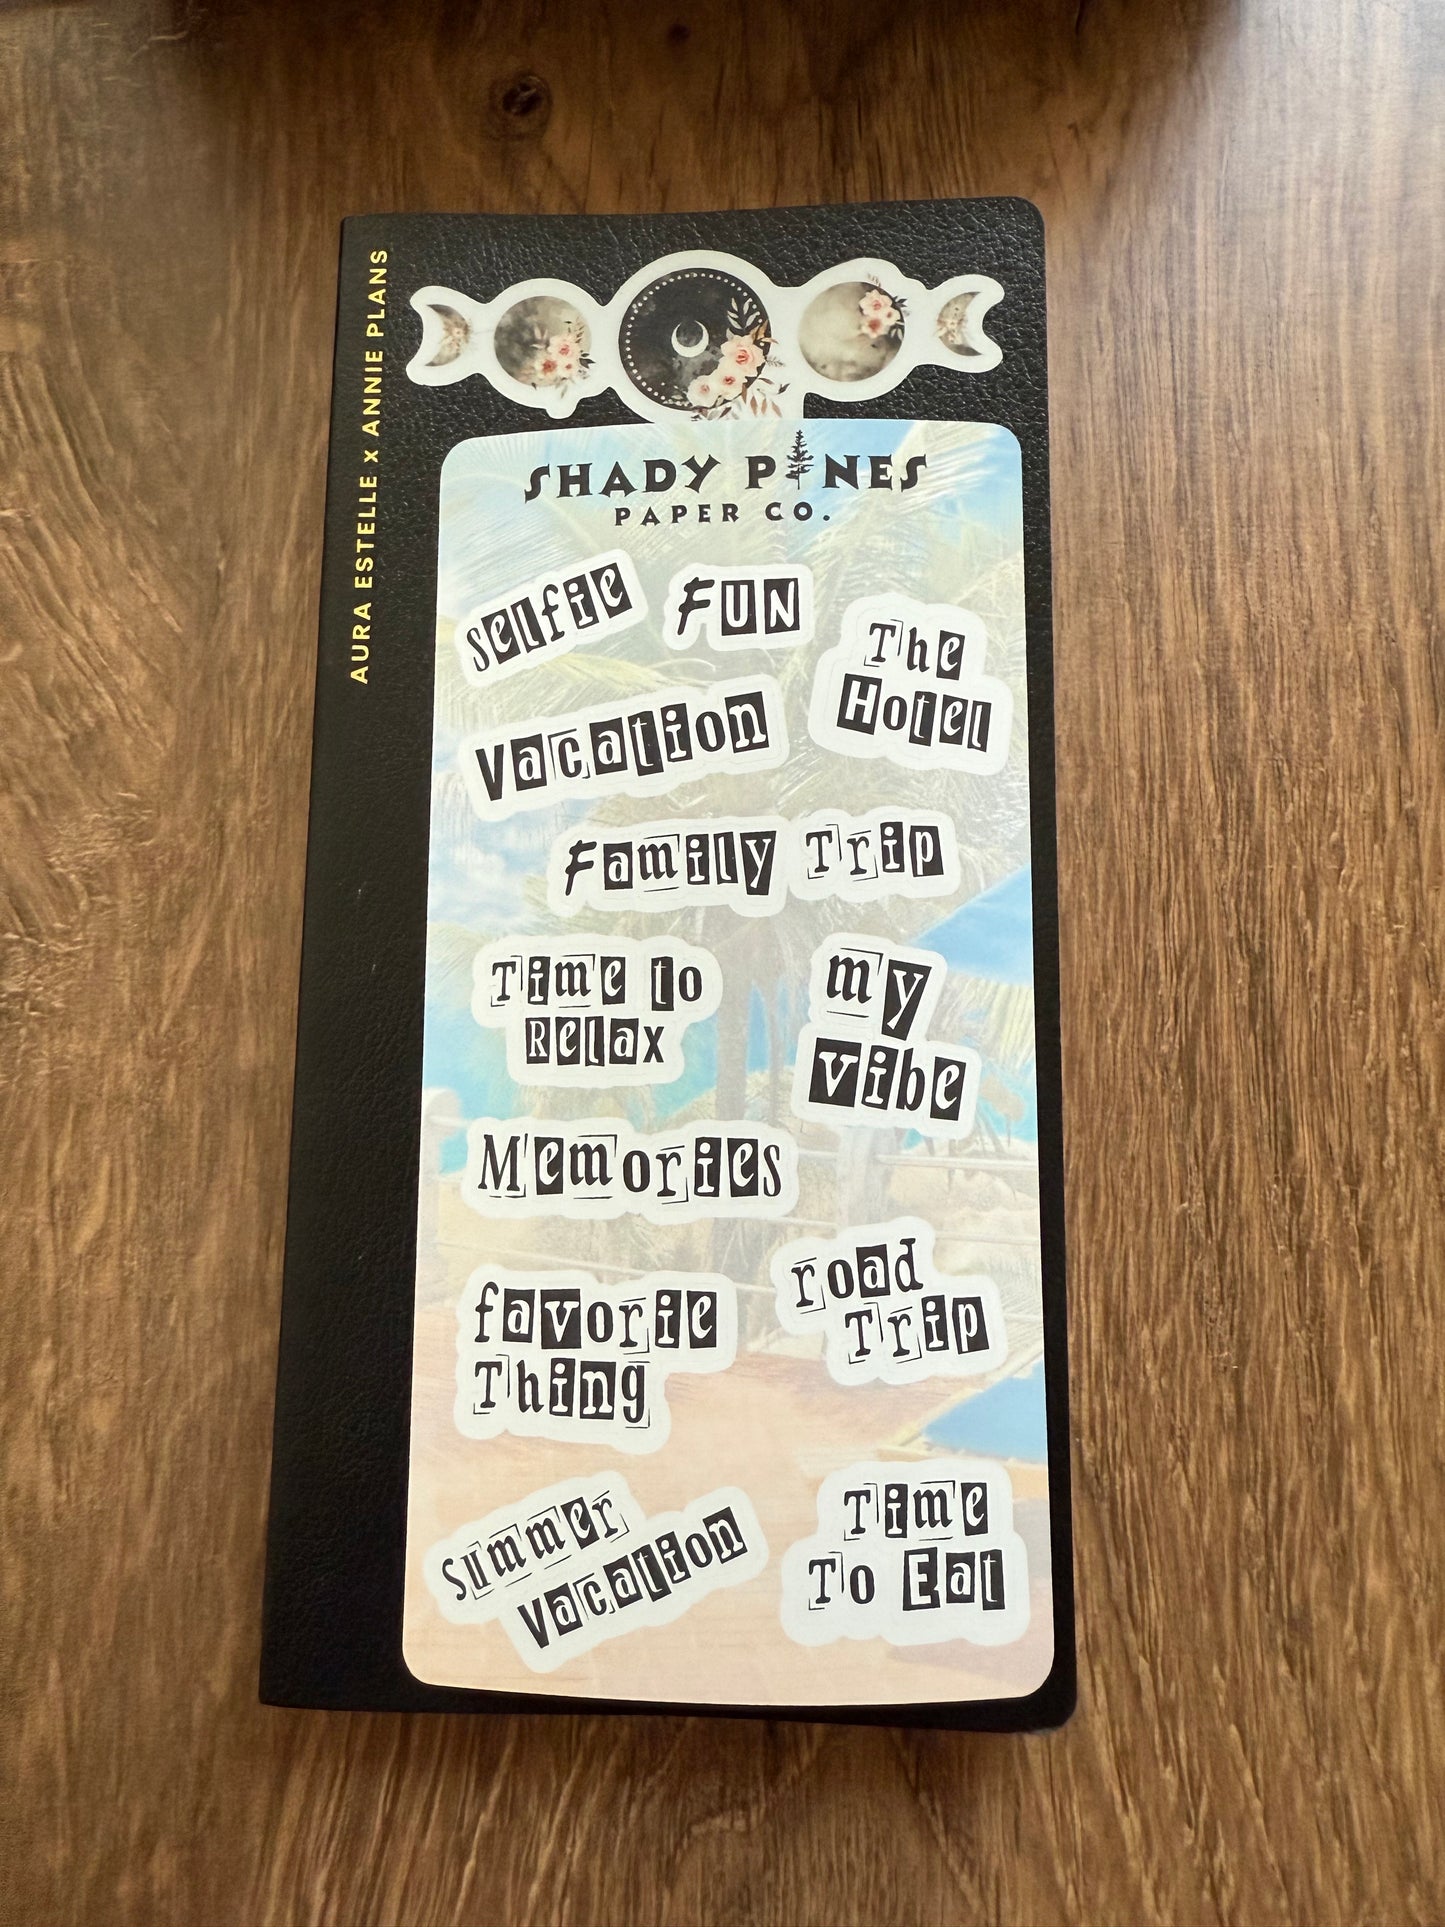 AURA ESTELLE x ANNIE PLANS
SHADY PINES
PAPER CO.
Selfie
FUN
The
Hotel
Vacation
Family Trip
Time to
Relax
my
vibe
Memories
road
Trip
favorie
Thing
Summer
Vacation
Time
To Eat